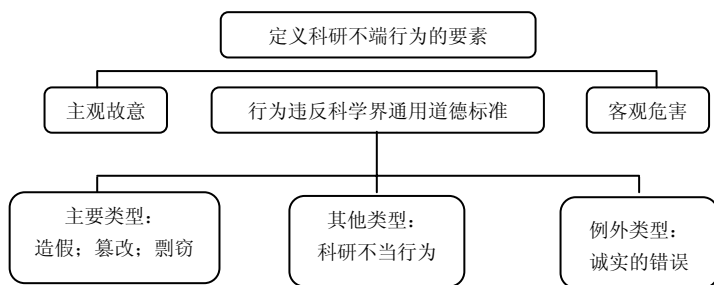 定义科研不端行为的要素
主观故意
行为违反科学界通用道德标准
客观危害
主要类型：
造假；篡改；剽窃
其他类型：
科研不当行为
例外类型：
诚实的错误